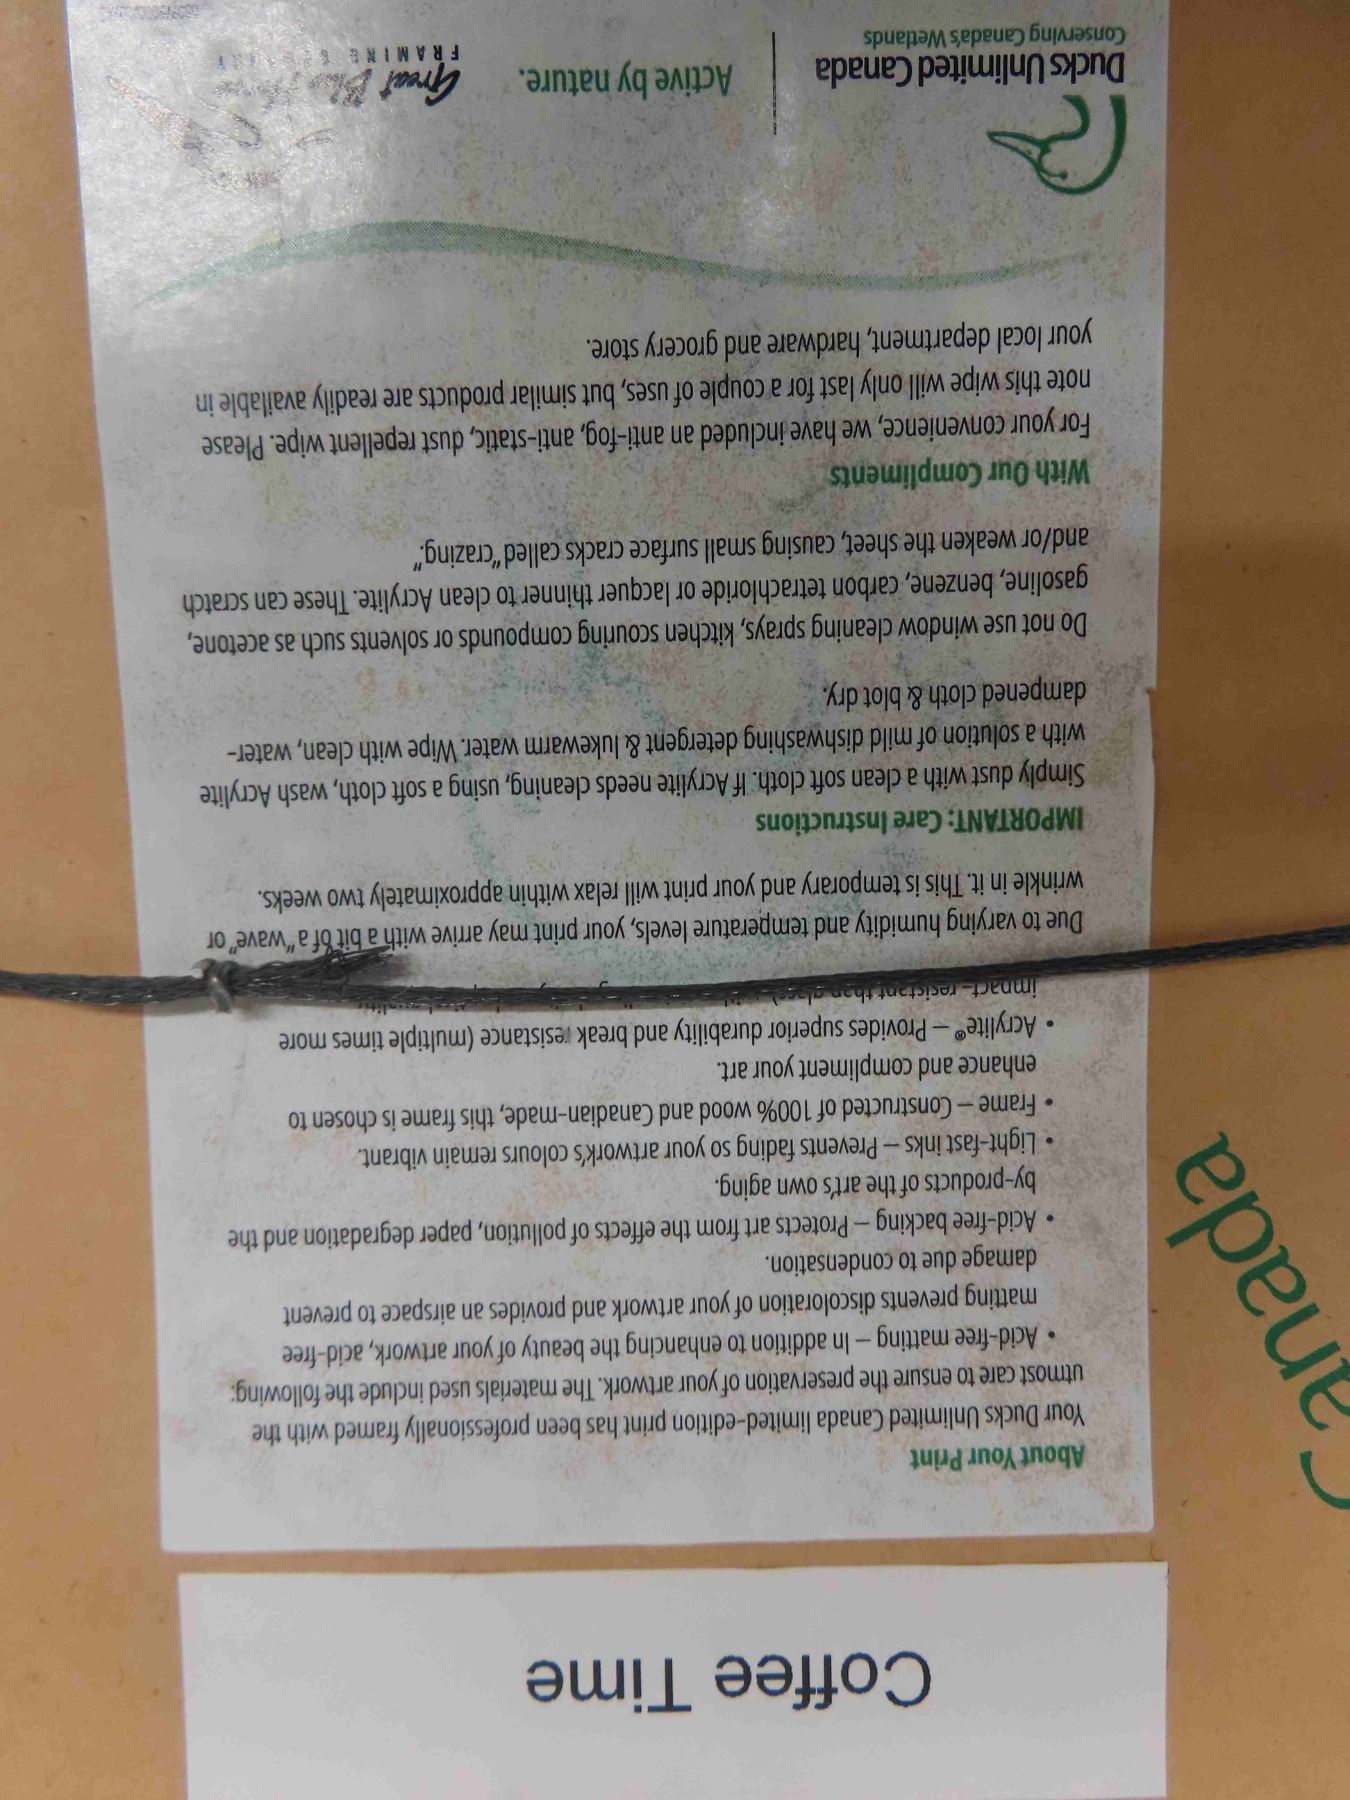 Coffee Time
About Your Print
Your Ducks Unlimited Canada limited-edition print has been professionally framed with the
utmost care to ensure the preservation of your artwork. The materials used include the following:
• Acid-free matting – In addition to enhancing the beauty of your artwork, acid-free
matting prevents discoloration of your artwork and provides an airspace to prevent
damage due to condensation.
• Acid-free backing – Protects art from the effects of pollution, paper degradation and the
by-products of the art's own aging.
• Light-fast inks – Prevents fading so your artwork's colours remain vibrant.
• Frame – Constructed of 100% wood and Canadian-made, this frame is chosen to
enhance and compliment your art.
• Acrylite® – Provides superior durability and break resistance (multiple times more
impact-resistant than glass)
Due to varying humidity and temperature levels, your print may arrive with a bit of a "wave" or
wrinkle in it. This is temporary and your print will relax within approximately two weeks.
IMPORTANT: Care Instructions
Simply dust with a clean soft cloth. If Acrylite needs cleaning, using a soft cloth, wash Acrylite
with a solution of mild dishwashing detergent & lukewarm water. Wipe with clean, water-
dampened cloth & blot dry.
Do not use window cleaning sprays, kitchen scouring compounds or solvents such as acetone,
gasoline, benzene, carbon tetrachloride or lacquer thinner to clean Acrylite. These can scratch
and/or weaken the sheet, causing small surface cracks called "crazing".
With Our Compliments
For your convenience, we have included an anti-fog, anti-static, dust repellent wipe. Please
note this wipe will only last for a couple of uses, but similar products are readily available in
your local department, hardware and grocery store.
Ducks Unlimited Canada
Conserving Canada's Wetlands
Active by nature.
Great Blue Heron
FRAMING COMPANY
Canada